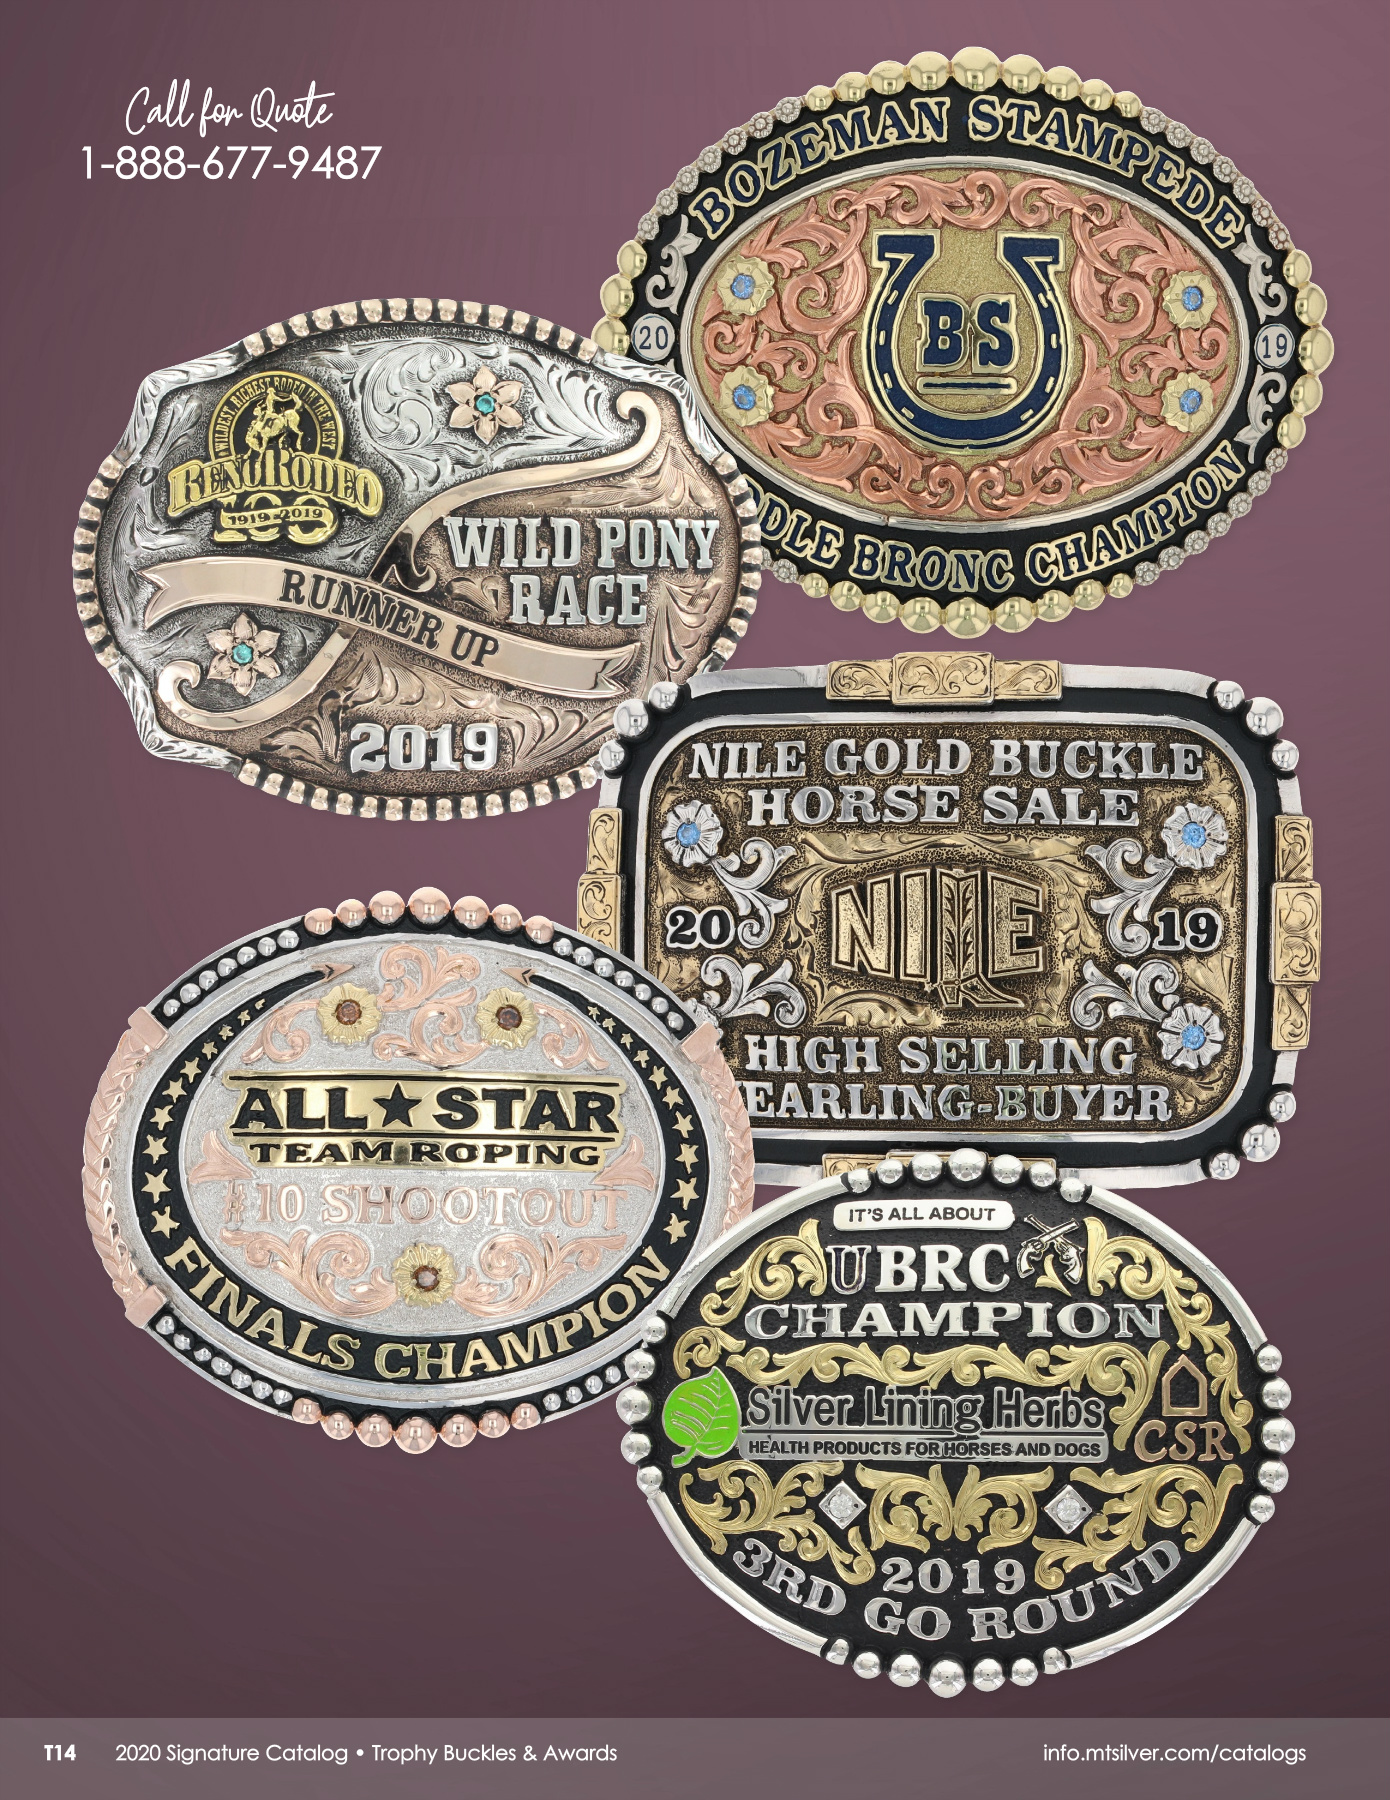 Call for Quote
1-888-677-9487
BOZEMAN STAMPEDE
BS
20 19
DLE BRONC CHAMPION
WILDEST, RICHEST RODEO IN THE WEST
RENO RODEO
100
1919-2019
WILD PONY
RACE
RUNNER UP
2019
NILE GOLD BUCKLE
HORSE SALE
NILE
20 19
HIGH SELLING
EARLING-BUYER
ALL★STAR
TEAM ROPING
#10 SHOOTOUT
FINALS CHAMPION
IT'S ALL ABOUT
UBRC
CHAMPION
Silver Lining Herbs
HEALTH PRODUCTS FOR HORSES AND DOGS
CSR
2019
3RD GO ROUND
T14 2020 Signature Catalog • Trophy Buckles & Awards info.mtsilver.com/catalogs